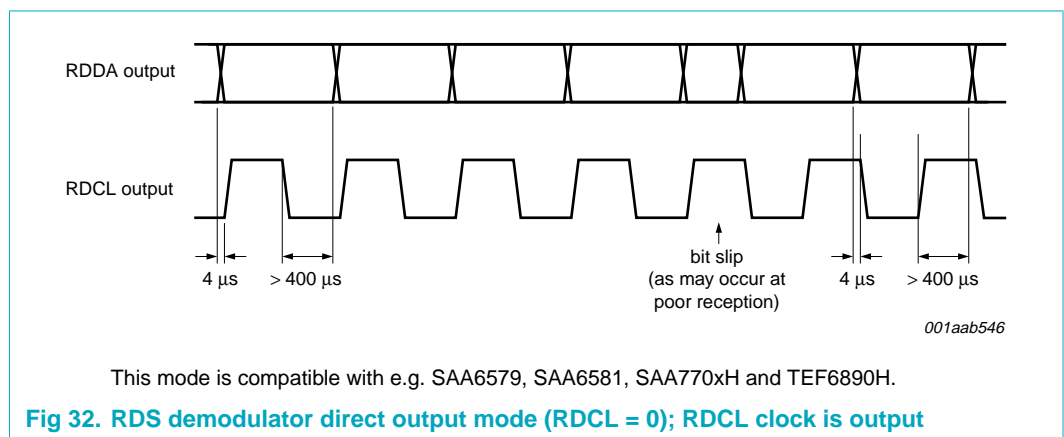 RDDA output
RDCL output
4 μs
> 400 μs
bit slip
(as may occur at
poor reception)
4 μs
> 400 μs
001aab546
This mode is compatible with e.g. SAA6579, SAA6581, SAA770xH and TEF6890H.
Fig 32. RDS demodulator direct output mode (RDCL = 0); RDCL clock is output